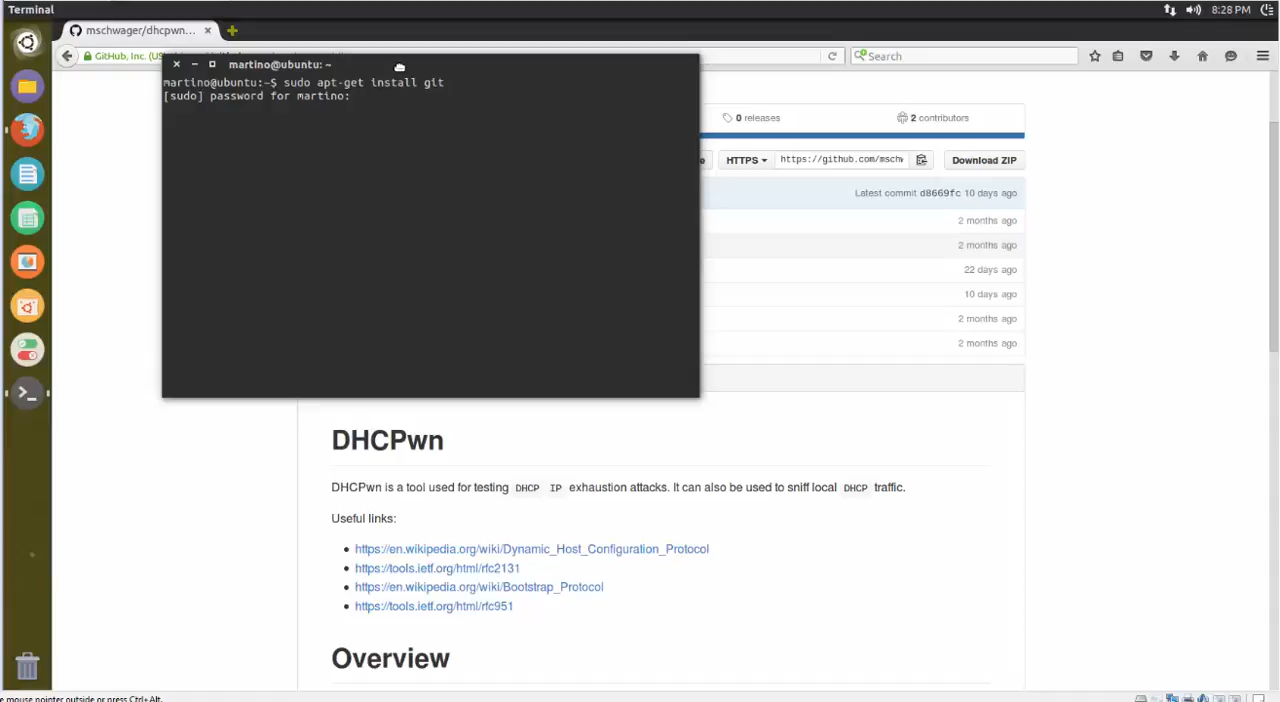 Terminal
8:28 PM
mschwager/dhcpwn...
GitHub, Inc. (US
Search
martino@ubuntu: ~
martino@ubuntu:~$ sudo apt-get install git
[sudo] password for martino:
0 releases
2 contributors
HTTPS
https://github.com/mschw
Download ZIP
Latest commit d8669fc 10 days ago
2 months ago
2 months ago
22 days ago
10 days ago
2 months ago
2 months ago
DHCPwn
DHCPwn is a tool used for testing DHCP IP exhaustion attacks. It can also be used to sniff local DHCP traffic.
Useful links:
https://en.wikipedia.org/wiki/Dynamic_Host_Configuration_Protocol
https://tools.ietf.org/html/rfc2131
https://en.wikipedia.org/wiki/Bootstrap_Protocol
https://tools.ietf.org/html/rfc951
Overview
e mouse pointer outside or press Ctrl+Alt.